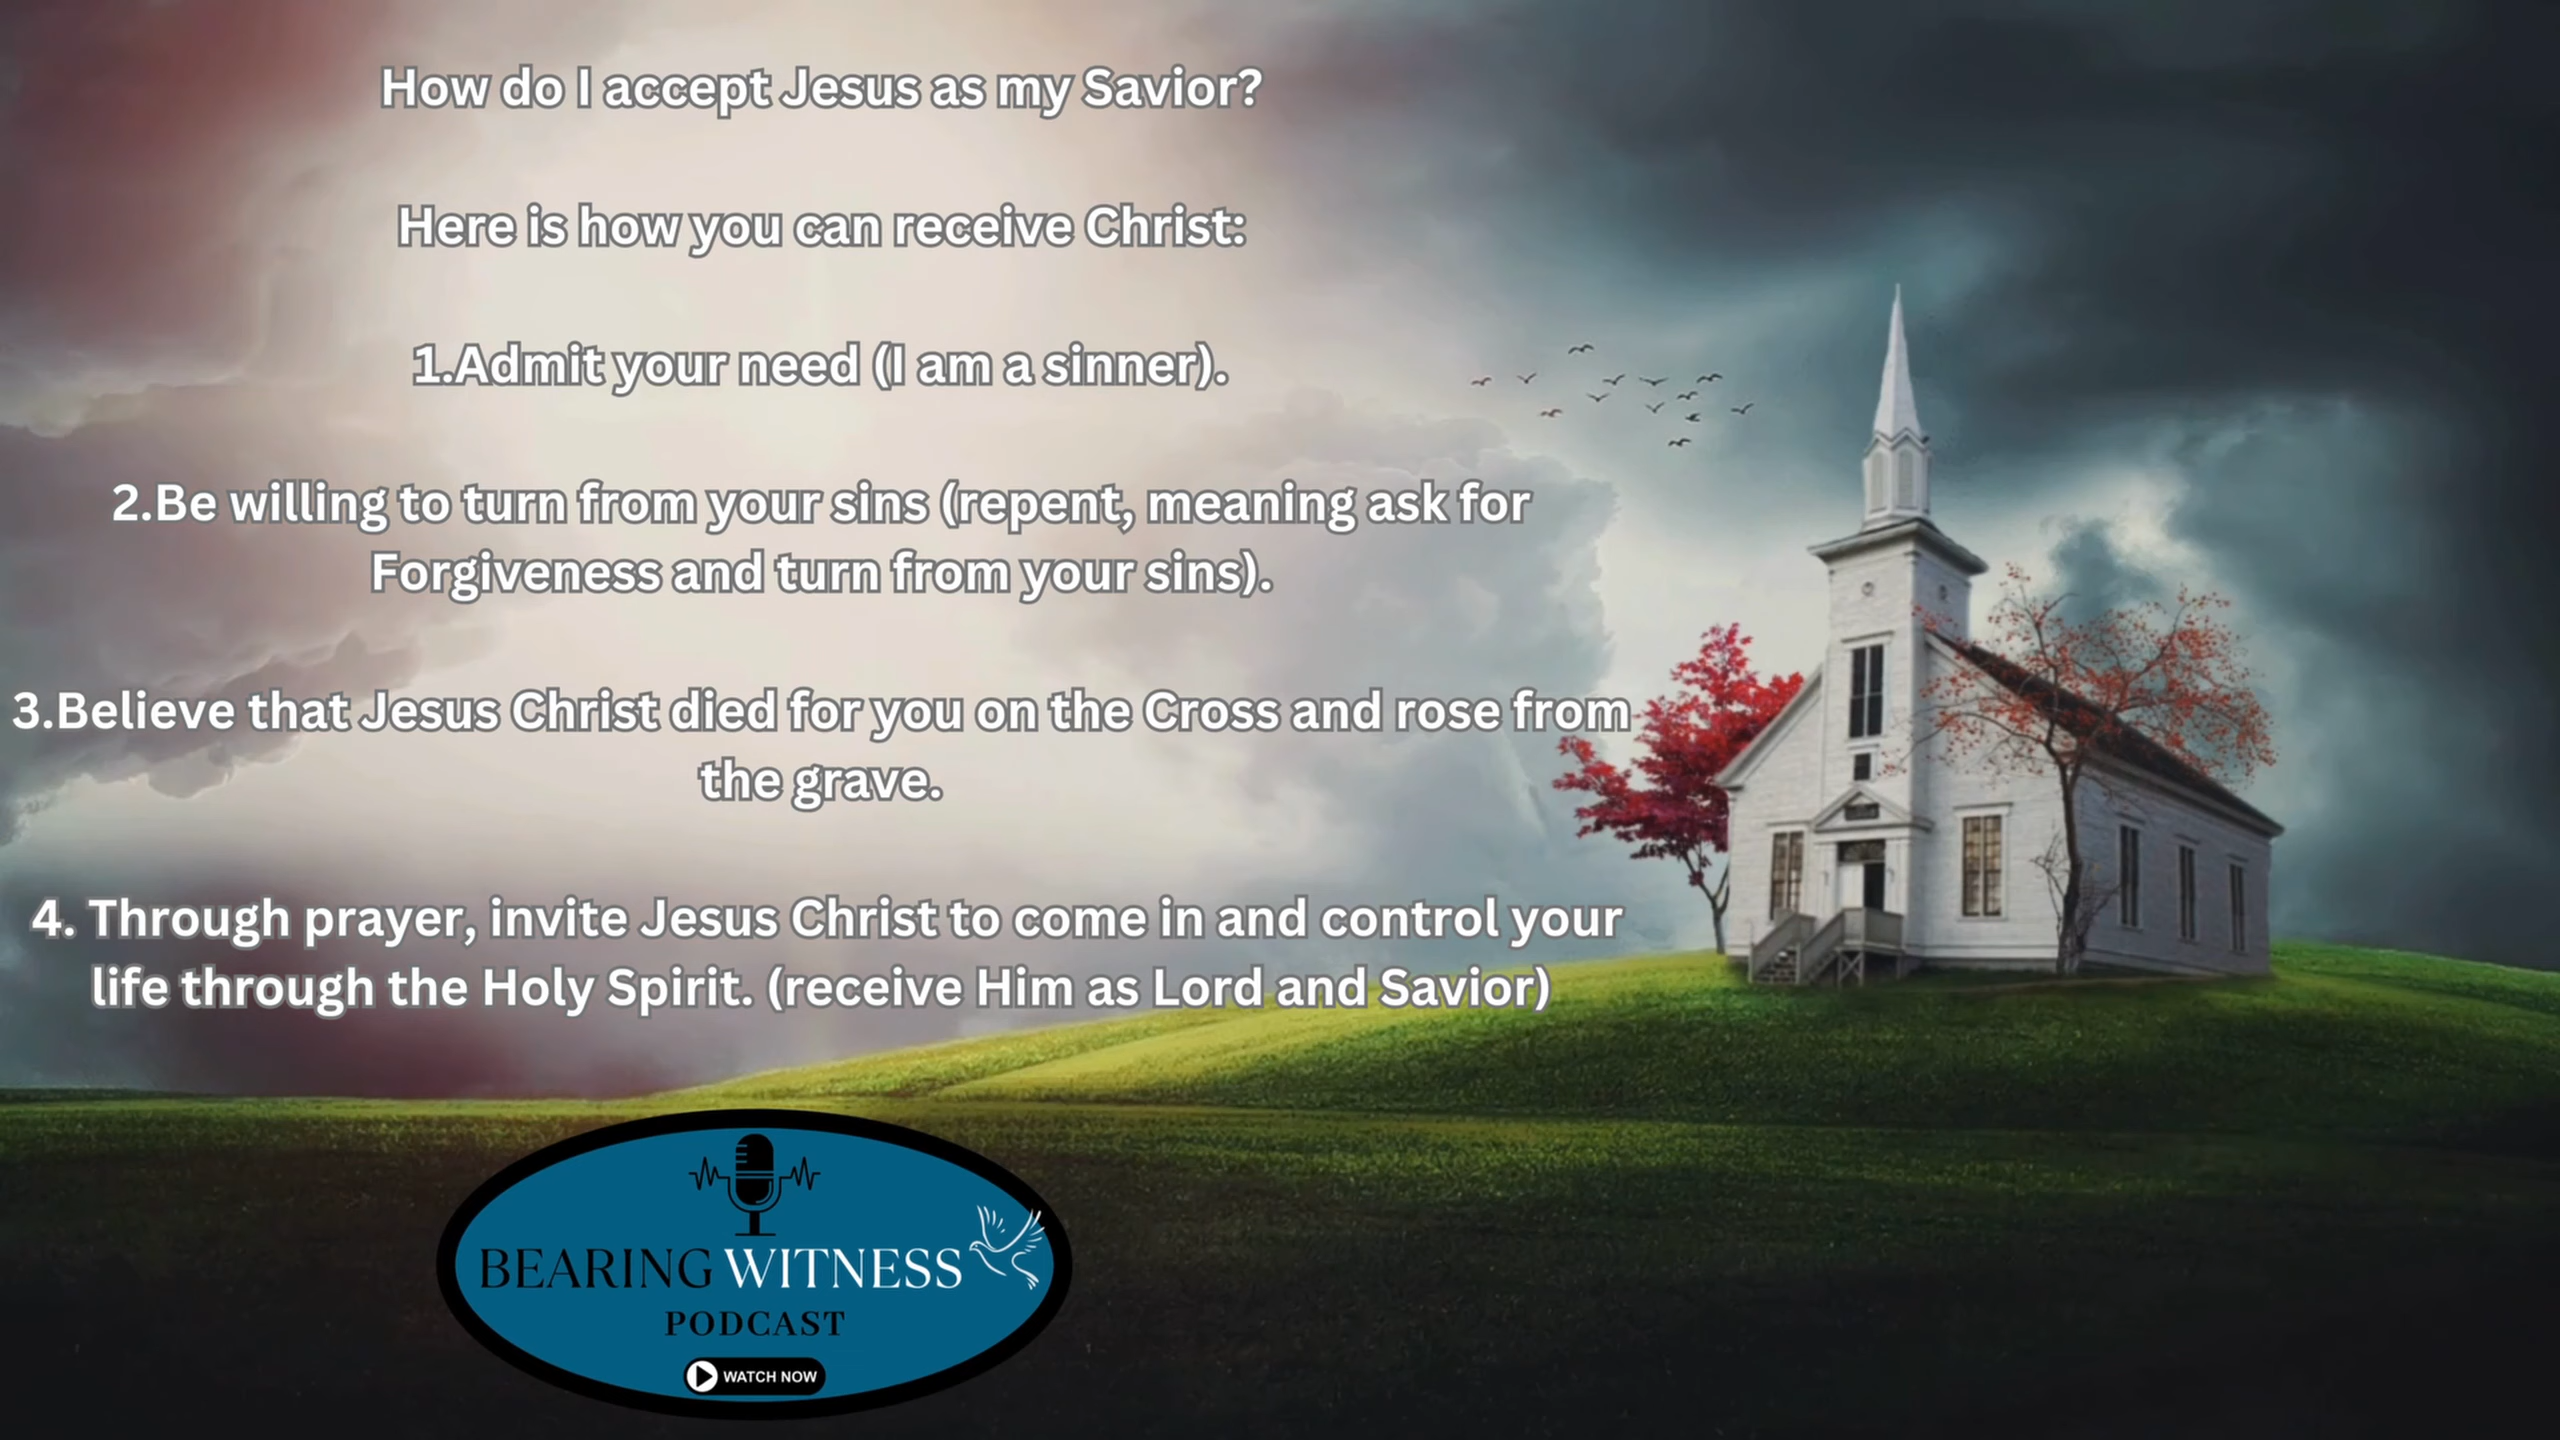 How do I accept Jesus as my Savior?
Here is how you can receive Christ:
1.Admit your need (I am a sinner).
2.Be willing to turn from your sins (repent, meaning ask for
Forgiveness and turn from your sins).
3.Believe that Jesus Christ died for you on the Cross and rose from
the grave.
4. Through prayer, invite Jesus Christ to come in and control your
life through the Holy Spirit. (receive Him as Lord and Savior)
BEARING WITNESS
PODCAST
WATCH NOW